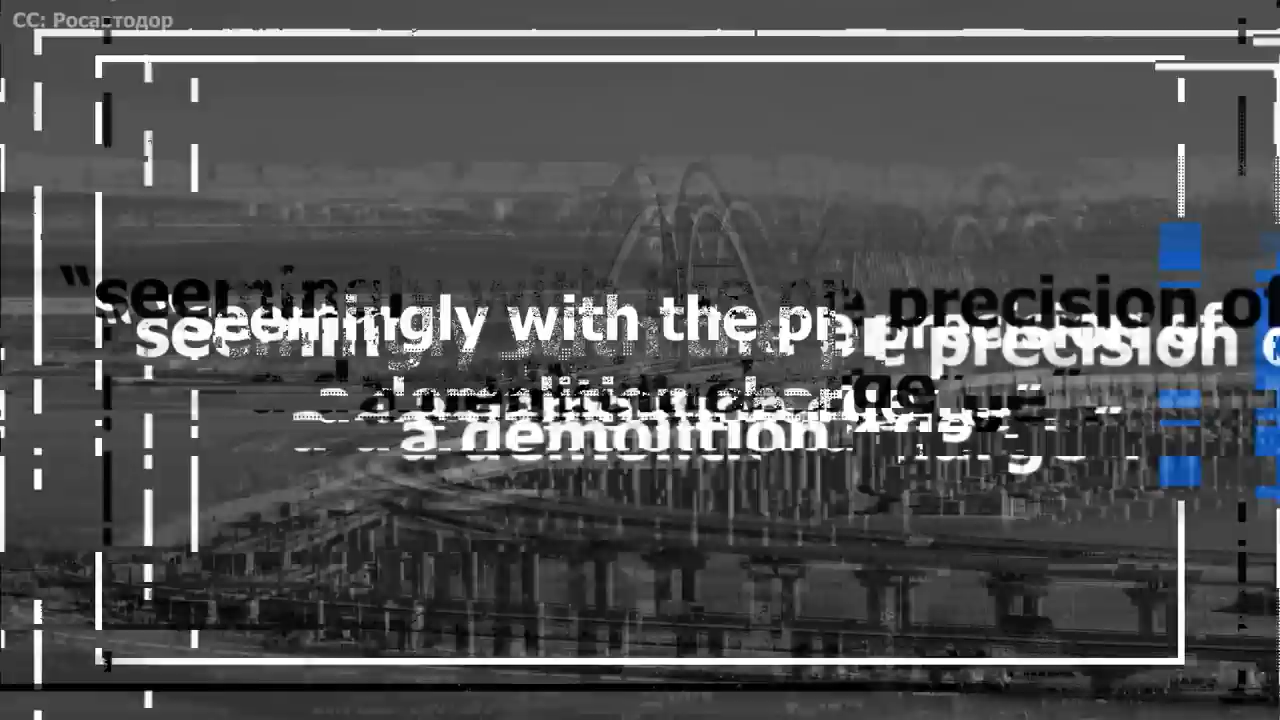 CC: Росавтодор
“seemingly with the precision of
a demolition charge”